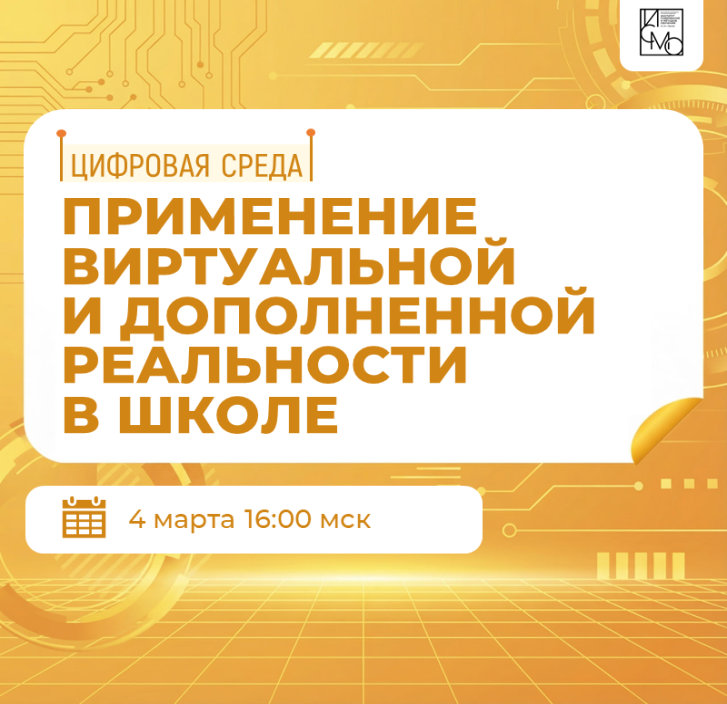 ЦИФРОВАЯ СРЕДА
ПРИМЕНЕНИЕ
ВИРТУАЛЬНОЙ
И ДОПОЛНЕННОЙ
РЕАЛЬНОСТИ
В ШКОЛЕ
4 марта 16:00 мск